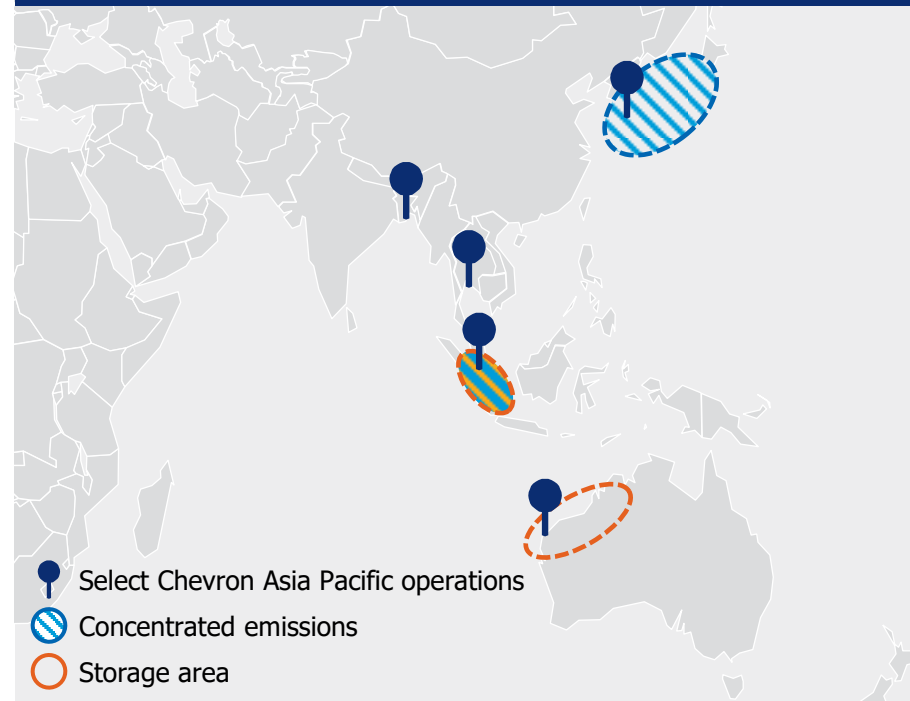 Select Chevron Asia Pacific operations
Concentrated emissions
Storage area